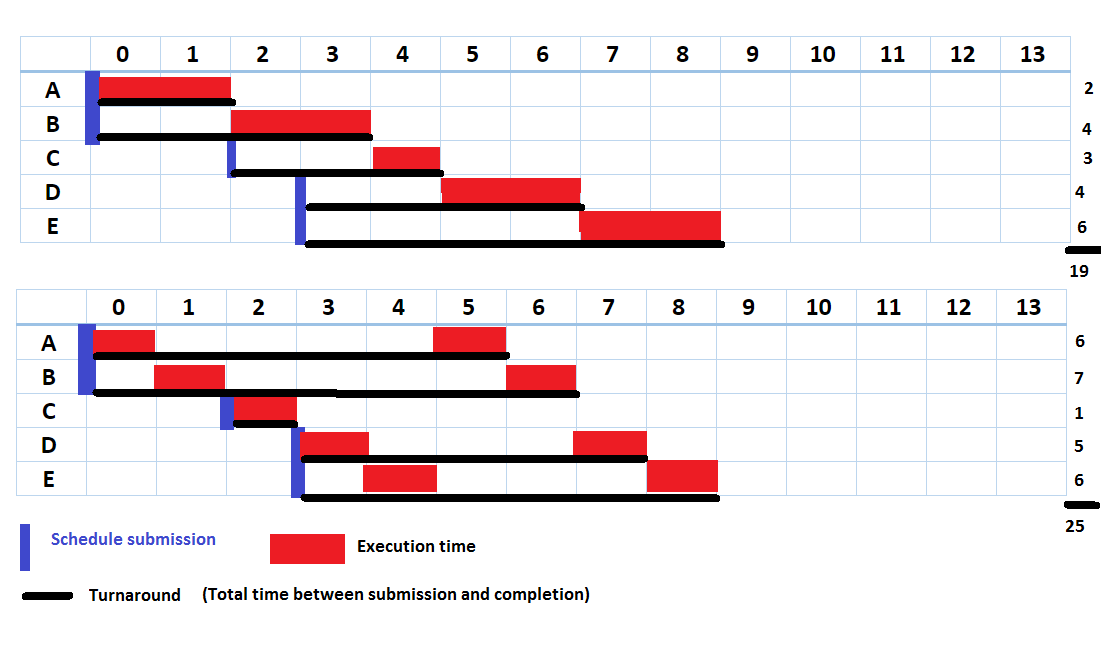 0 1 2 3 4 5 6 7 8 9 10 11 12 13
A 2
B 4
C 3
D 4
E 6
19
0 1 2 3 4 5 6 7 8 9 10 11 12 13
A 6
B 7
C 1
D 5
E 6
25
Schedule submission Execution time
Turnaround (Total time between submission and completion)